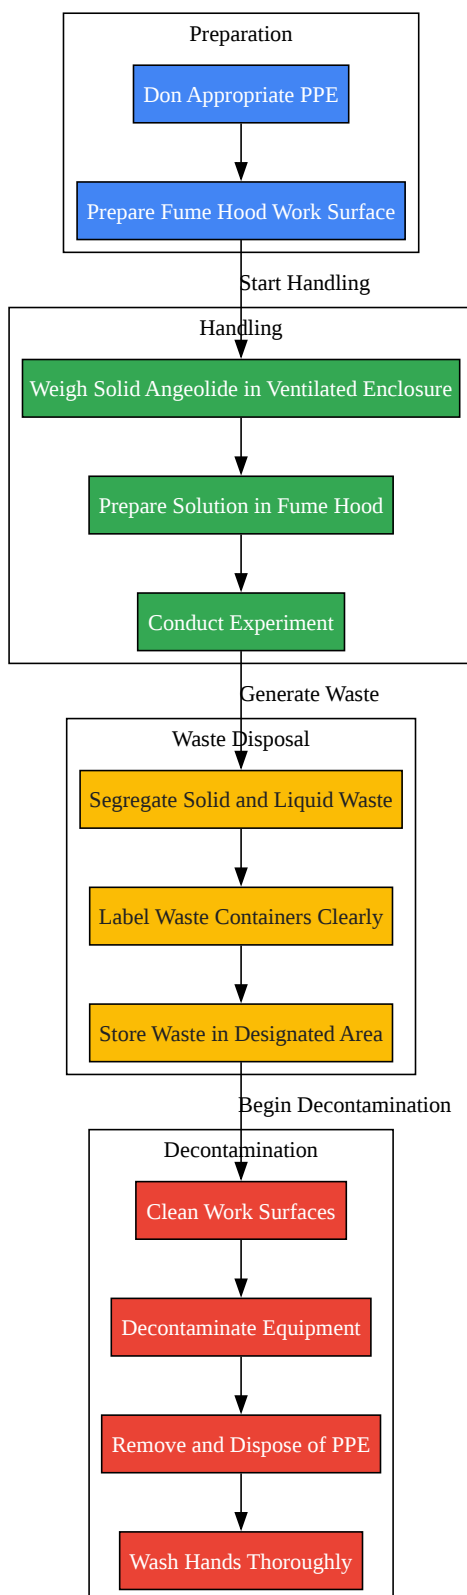 Preparation
Don Appropriate PPE
Prepare Fume Hood Work Surface
Start Handling
Handling
Weigh Solid Angeolide in Ventilated Enclosure
Prepare Solution in Fume Hood
Conduct Experiment
Generate Waste
Waste Disposal
Segregate Solid and Liquid Waste
Label Waste Containers Clearly
Store Waste in Designated Area
Begin Decontamination
Decontamination
Clean Work Surfaces
Decontaminate Equipment
Remove and Dispose of PPE
Wash Hands Thoroughly